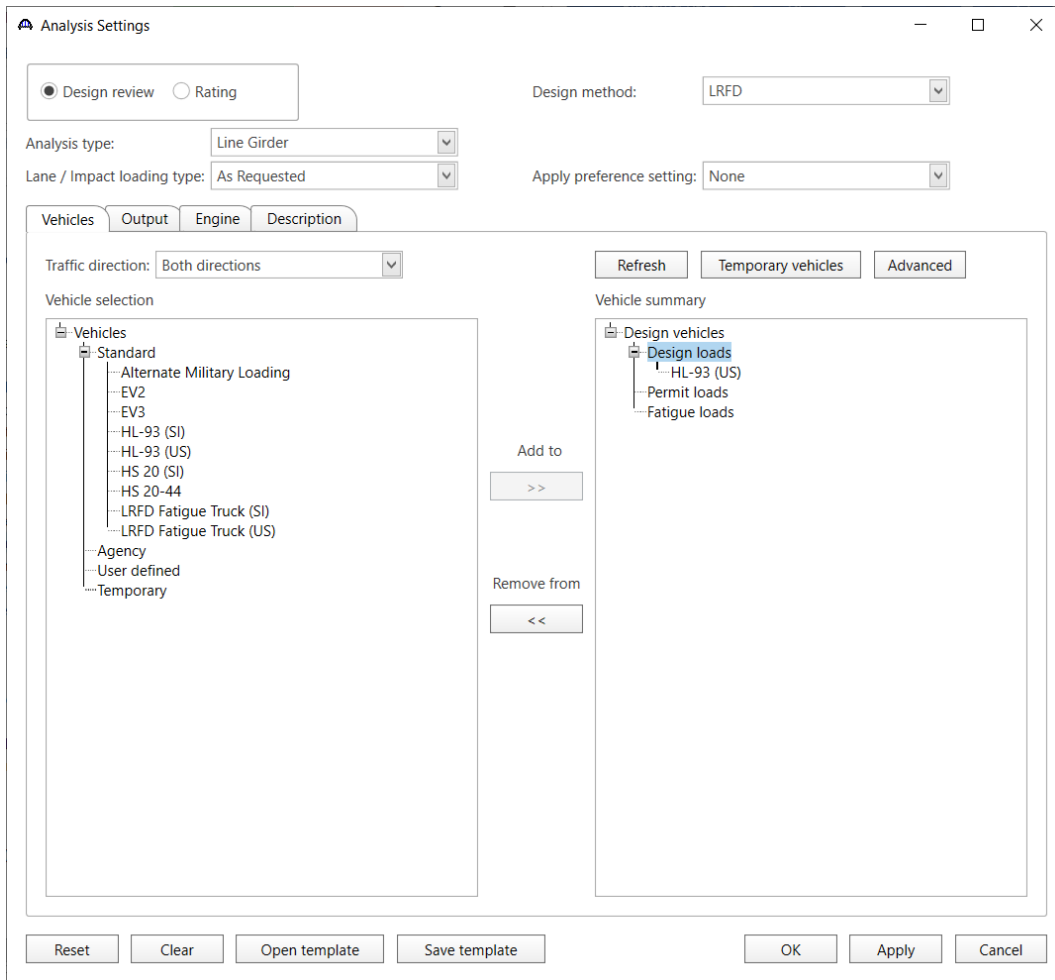 Analysis Settings
Design review Rating Design method: LRFD
Analysis type: Line Girder
Lane / Impact loading type: As Requested Apply preference setting: None
Vehicles Output Engine Description
Traffic direction: Both directions Refresh Temporary vehicles Advanced
Vehicle selection
Vehicles
Standard
Alternate Military Loading
EV2
EV3
HL-93 (SI)
HL-93 (US)
HS 20 (SI)
HS 20-44
LRFD Fatigue Truck (SI)
LRFD Fatigue Truck (US)
Agency
User defined
Temporary
Add to
>>
Remove from
<<
Vehicle summary
Design vehicles
Design loads
HL-93 (US)
Permit loads
Fatigue loads
Reset Clear Open template Save template OK Apply Cancel